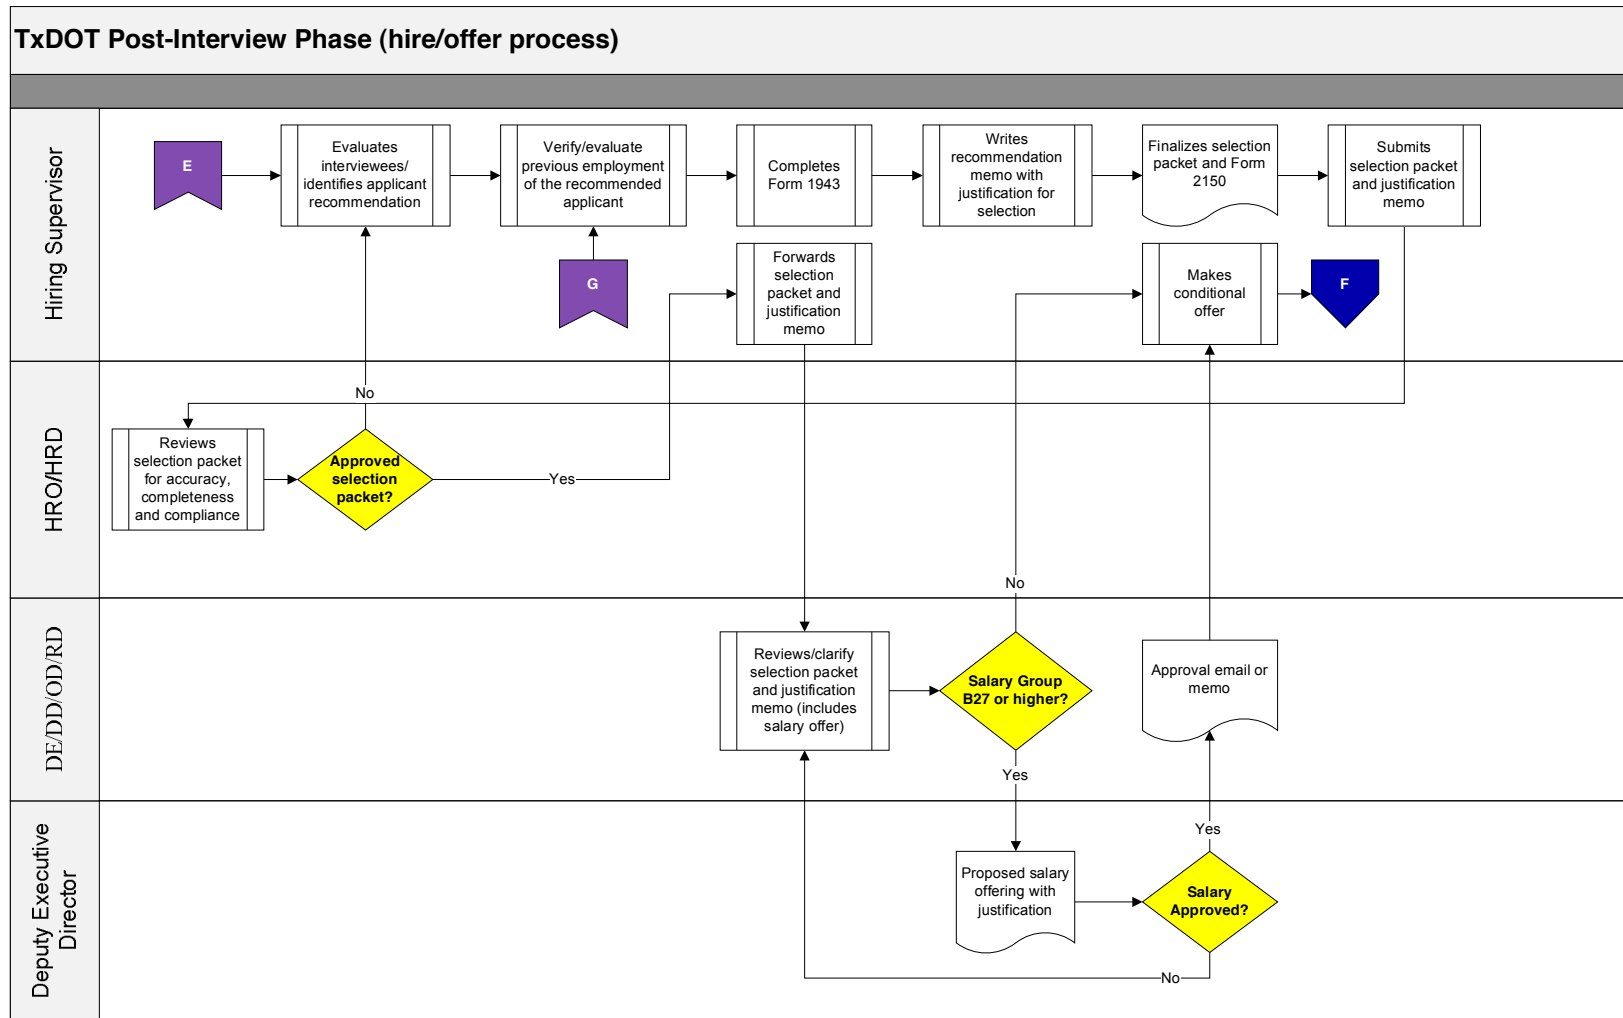 TxDOT Post-Interview Phase (hire/offer process)
Hiring Supervisor
E
Evaluates
interviewees/
identifies applicant
recommendation
Verify/evaluate
previous employment
of the recommended
applicant
Completes
Form 1943
Writes
recommendation
memo with
justification for
selection
Finalizes selection
packet and Form
2150
Submits
selection packet
and justification
memo
G
Forwards
selection
packet and
justification
memo
Makes
conditional
offer
F
HRO/HRD
No
Reviews
selection packet
for accuracy,
completeness
and compliance
Approved
selection
packet?
Yes
No
DE/DD/OD/RD
Reviews/clarify
selection packet
and justification
memo (includes
salary offer)
Salary Group
B27 or higher?
Approval email or
memo
Yes
Deputy Executive
Director
Yes
Proposed salary
offering with
justification
Salary
Approved?
No